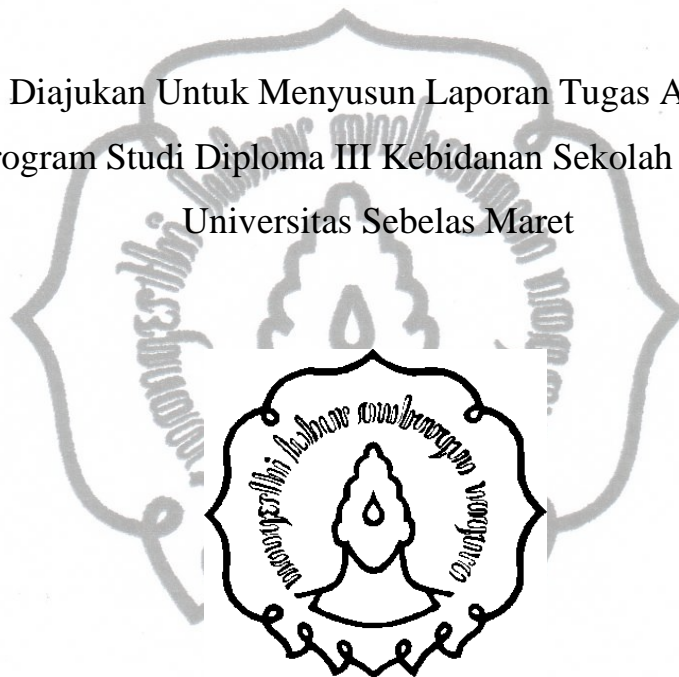 Diajukan Untuk Menyusun Laporan Tugas A
rogram Studi Diploma III Kebidanan Sekolah
Universitas Sebelas Maret